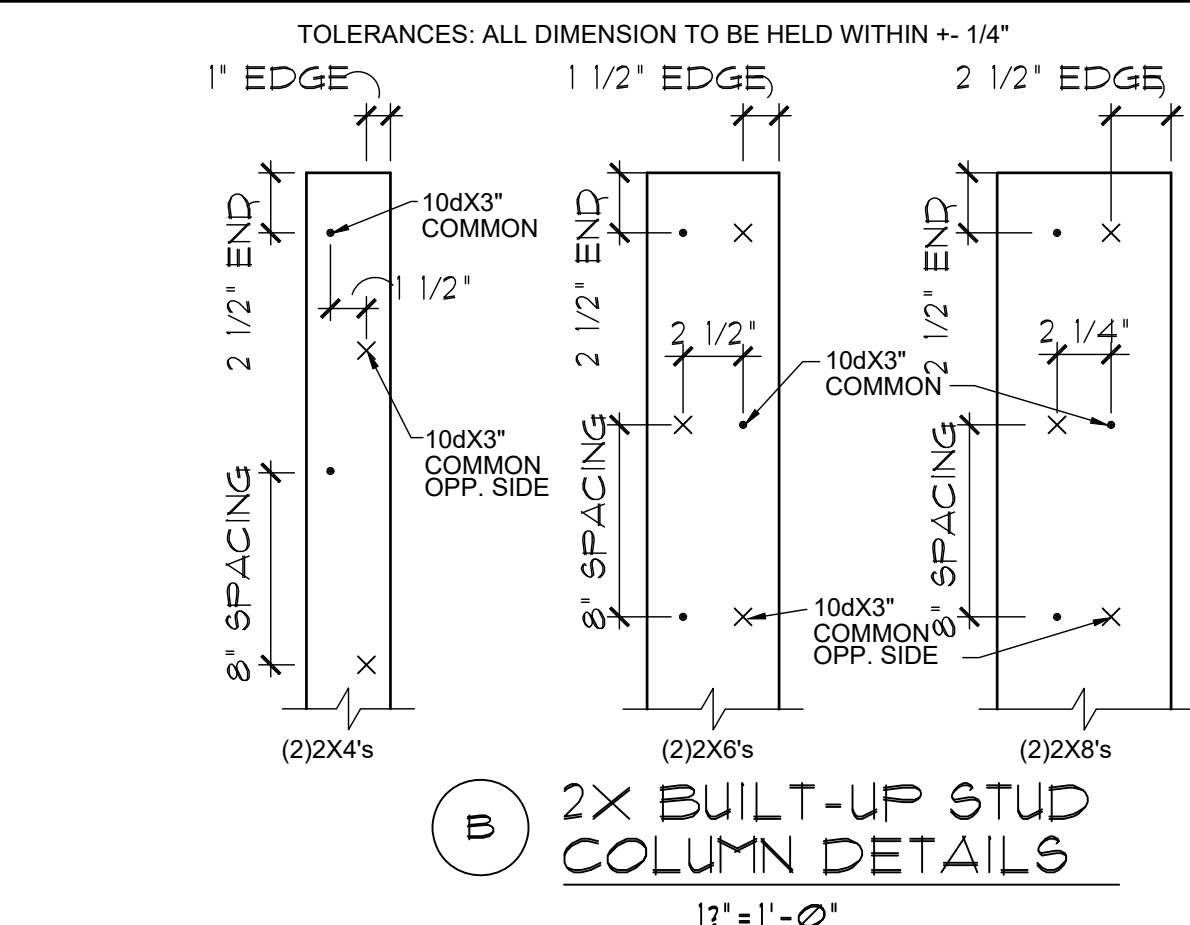 TOLERANCES: ALL DIMENSION TO BE HELD WITHIN +- 1/4"
1" EDGE
1 1/2" EDGE
2 1/2" EDGE
2 1/2" END
10dX3"
COMMON
1 1/2"
10dX3"
COMMON
OPP. SIDE
8" SPACING
(2)2X4's
2 1/2" END
2 1/2"
10dX3"
COMMON
8" SPACING
10dX3"
COMMON
OPP. SIDE
(2)2X6's
2 1/2" END
2 1/4"
8" SPACING
(2)2X8's
B
2X BUILT-UP STUD
COLUMN DETAILS
1?"=1'-0"